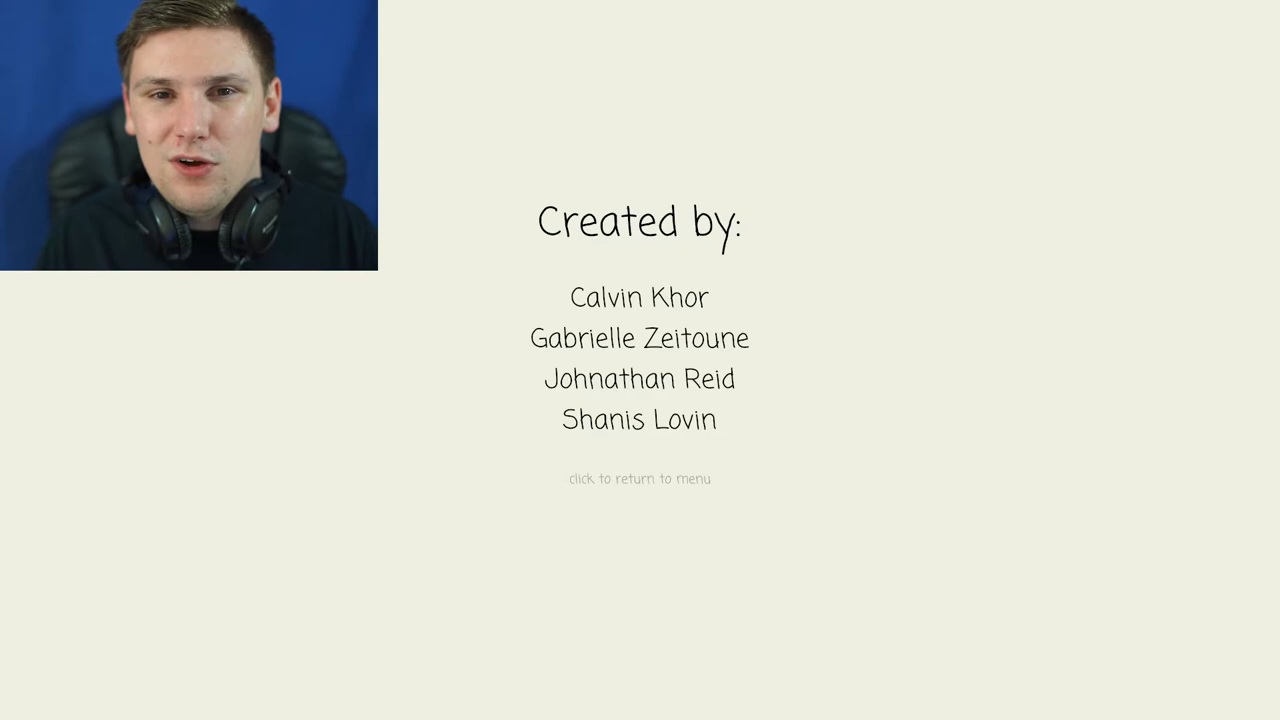 Created by:
Calvin Khor
Gabrielle Zeitoune
Johnathan Reid
Shanis Lovin
click to return to menu